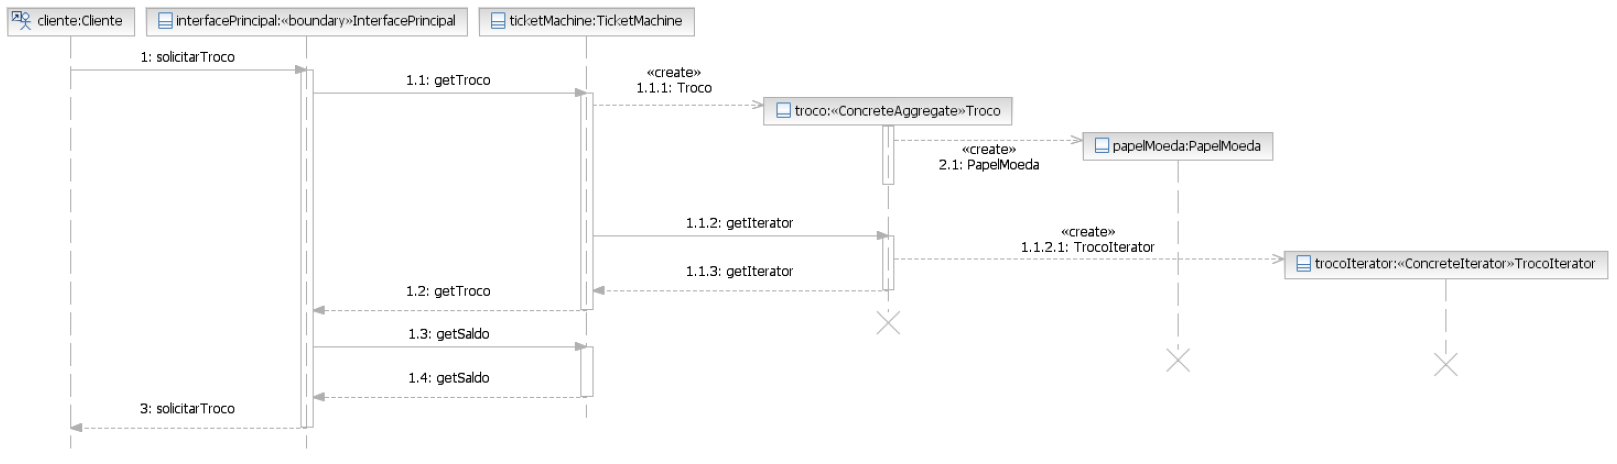 cliente:Cliente
interfacePrincipal:«boundary»InterfacePrincipal
ticketMachine:TicketMachine
1: solicitarTroco
1.1: getTroco
«create»
1.1.1: Troco
troco:«ConcreteAggregate»Troco
«create»
2.1: PapelMoeda
papelMoeda:PapelMoeda
1.1.2: getIterator
«create»
1.1.2.1: TrocoIterator
trocoIterator:«ConcreteIterator»TrocoIterator
1.1.3: getIterator
1.2: getTroco
1.3: getSaldo
1.4: getSaldo
3: solicitarTroco